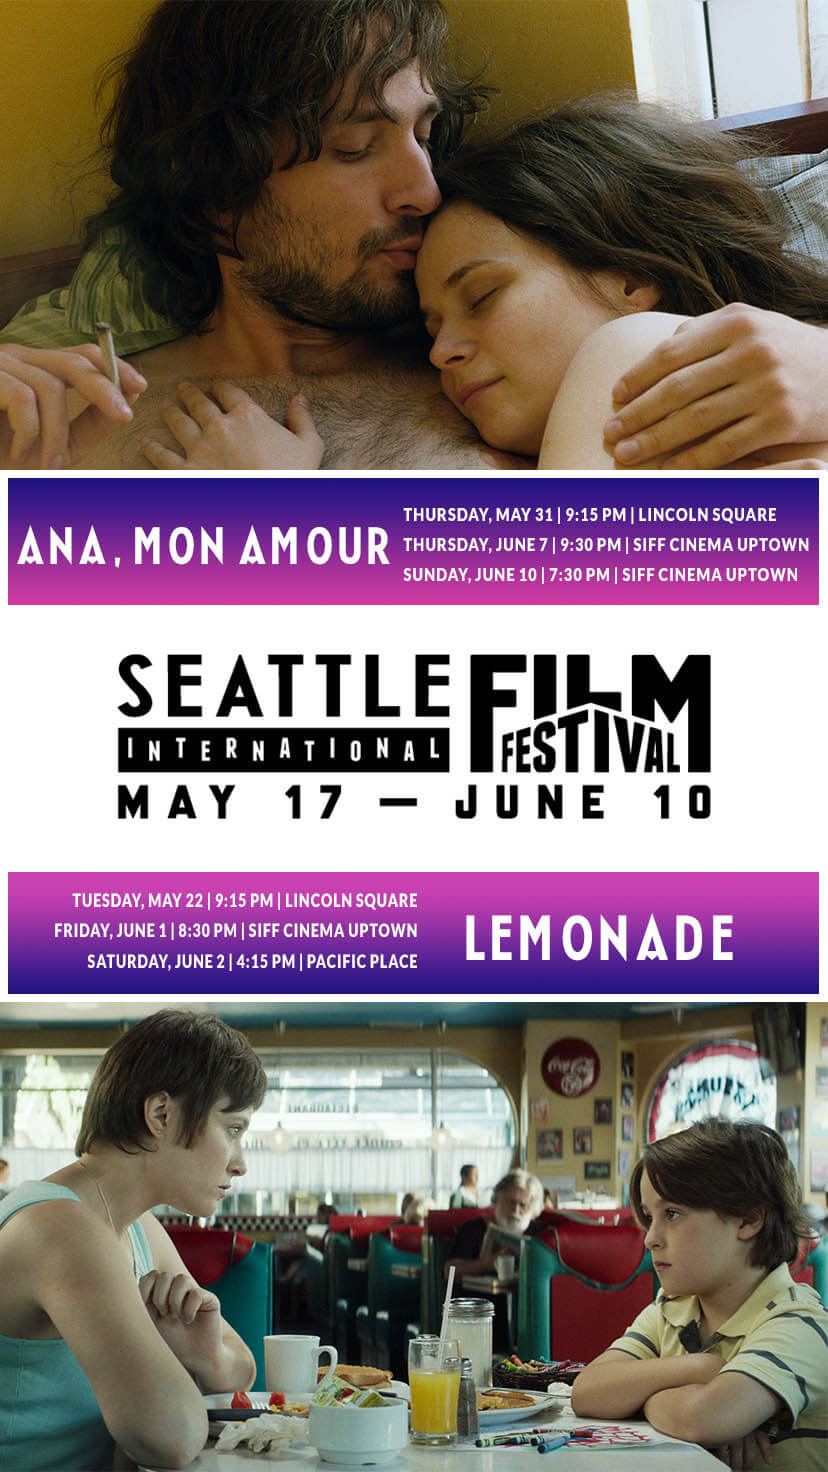 ANA, MON AMOUR
THURSDAY, MAY 31 | 9:15 PM | LINCOLN SQUARE
THURSDAY, JUNE 7 | 9:30 PM | SIFF CINEMA UPTOWN
SUNDAY, JUNE 10 | 7:30 PM | SIFF CINEMA UPTOWN
SEATTLE
INTERNATIONAL
FILM
FESTIVAL
MAY 17 — JUNE 10
TUESDAY, MAY 22 | 9:15 PM | LINCOLN SQUARE
FRIDAY, JUNE 1 | 8:30 PM | SIFF CINEMA UPTOWN
SATURDAY, JUNE 2 | 4:15 PM | PACIFIC PLACE
LEMONADE
Coca-Cola